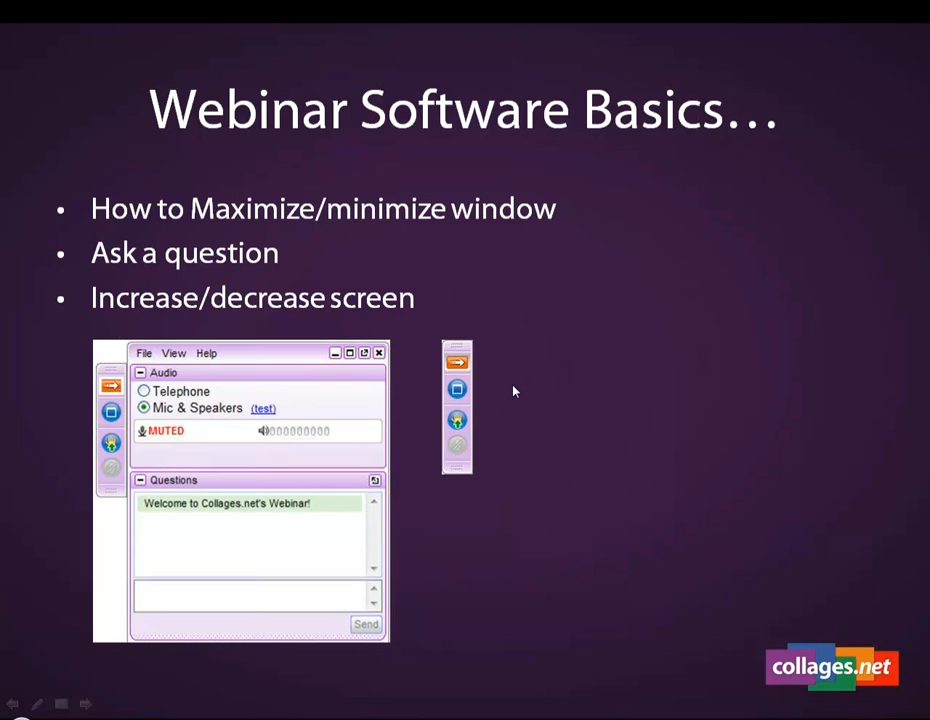 Webinar Software Basics…
• How to Maximize/minimize window
• Ask a question
• Increase/decrease screen
File View Help
Audio
Telephone
Mic & Speakers (test)
MUTED 000000000
Questions
Welcome to Collages.net's Webinar!
Send
collages.net